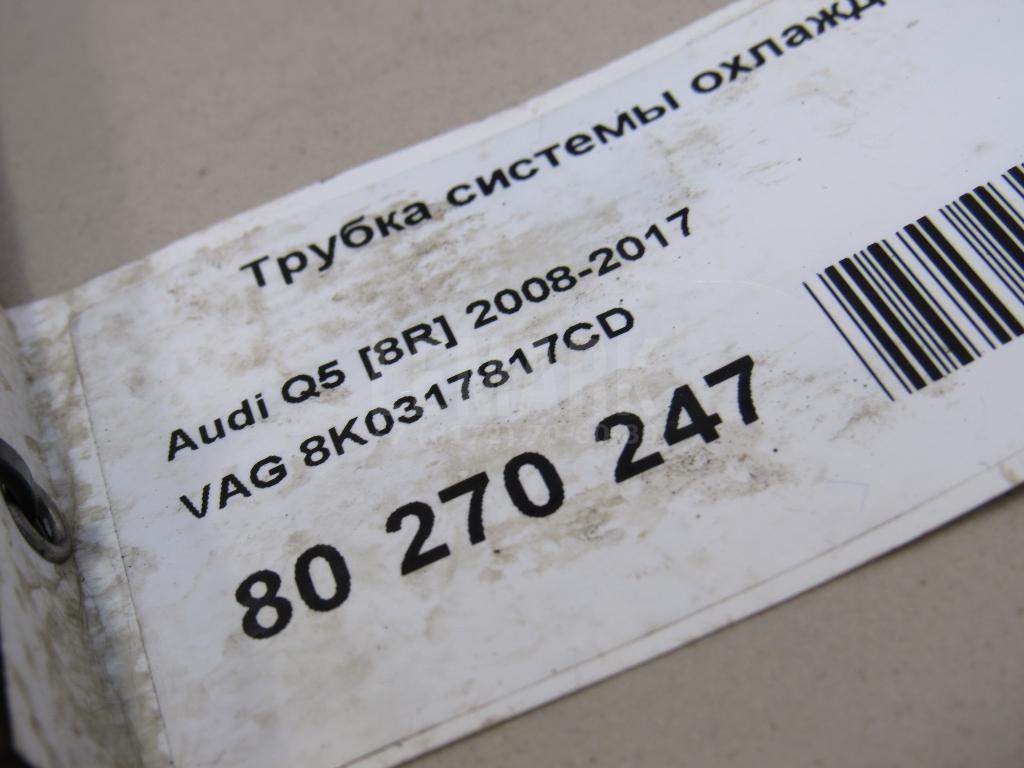 Трубка системы охлажд
Audi Q5 [8R] 2008-2017
VAG 8K0317817CD
80 270 247